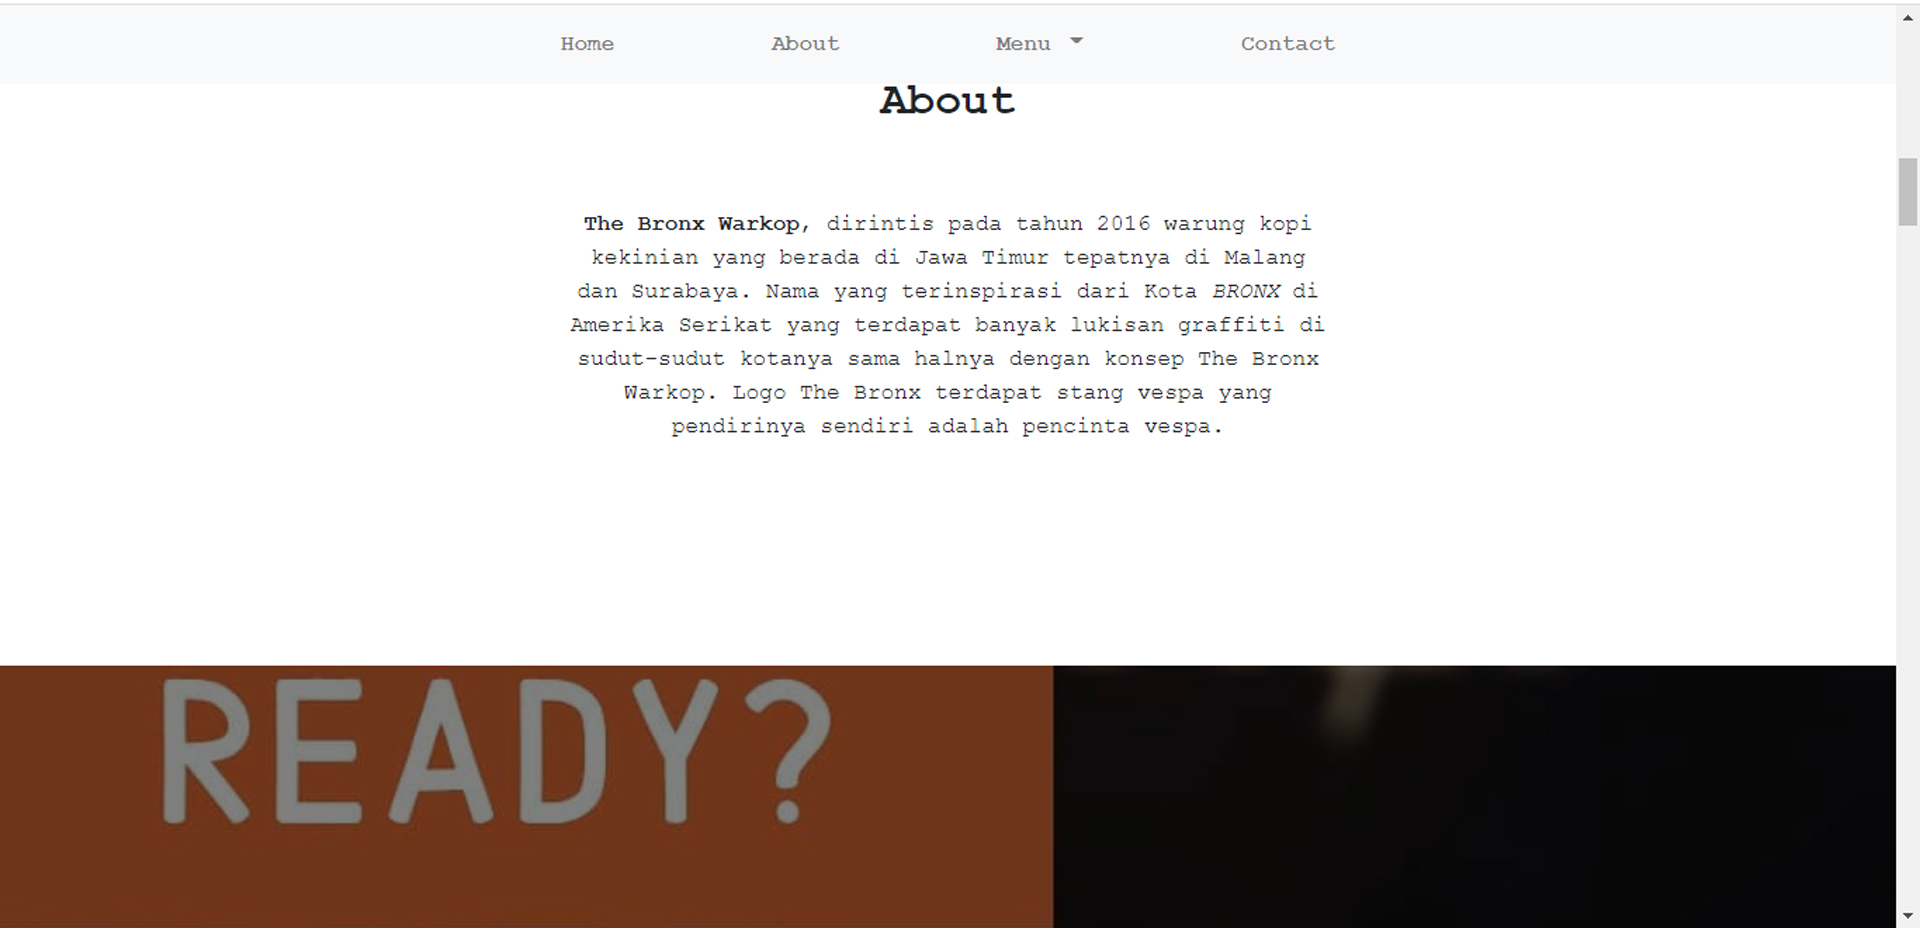 Home About Menu Contact
About
The Bronx Warkop, dirintis pada tahun 2016 warung kopi
kekinian yang berada di Jawa Timur tepatnya di Malang
dan Surabaya. Nama yang terinspirasi dari Kota BRONX di
Amerika Serikat yang terdapat banyak lukisan graffiti di
sudut-sudut kotanya sama halnya dengan konsep The Bronx
Warkop. Logo The Bronx terdapat stang vespa yang
pendirinya sendiri adalah pencinta vespa.
READY?